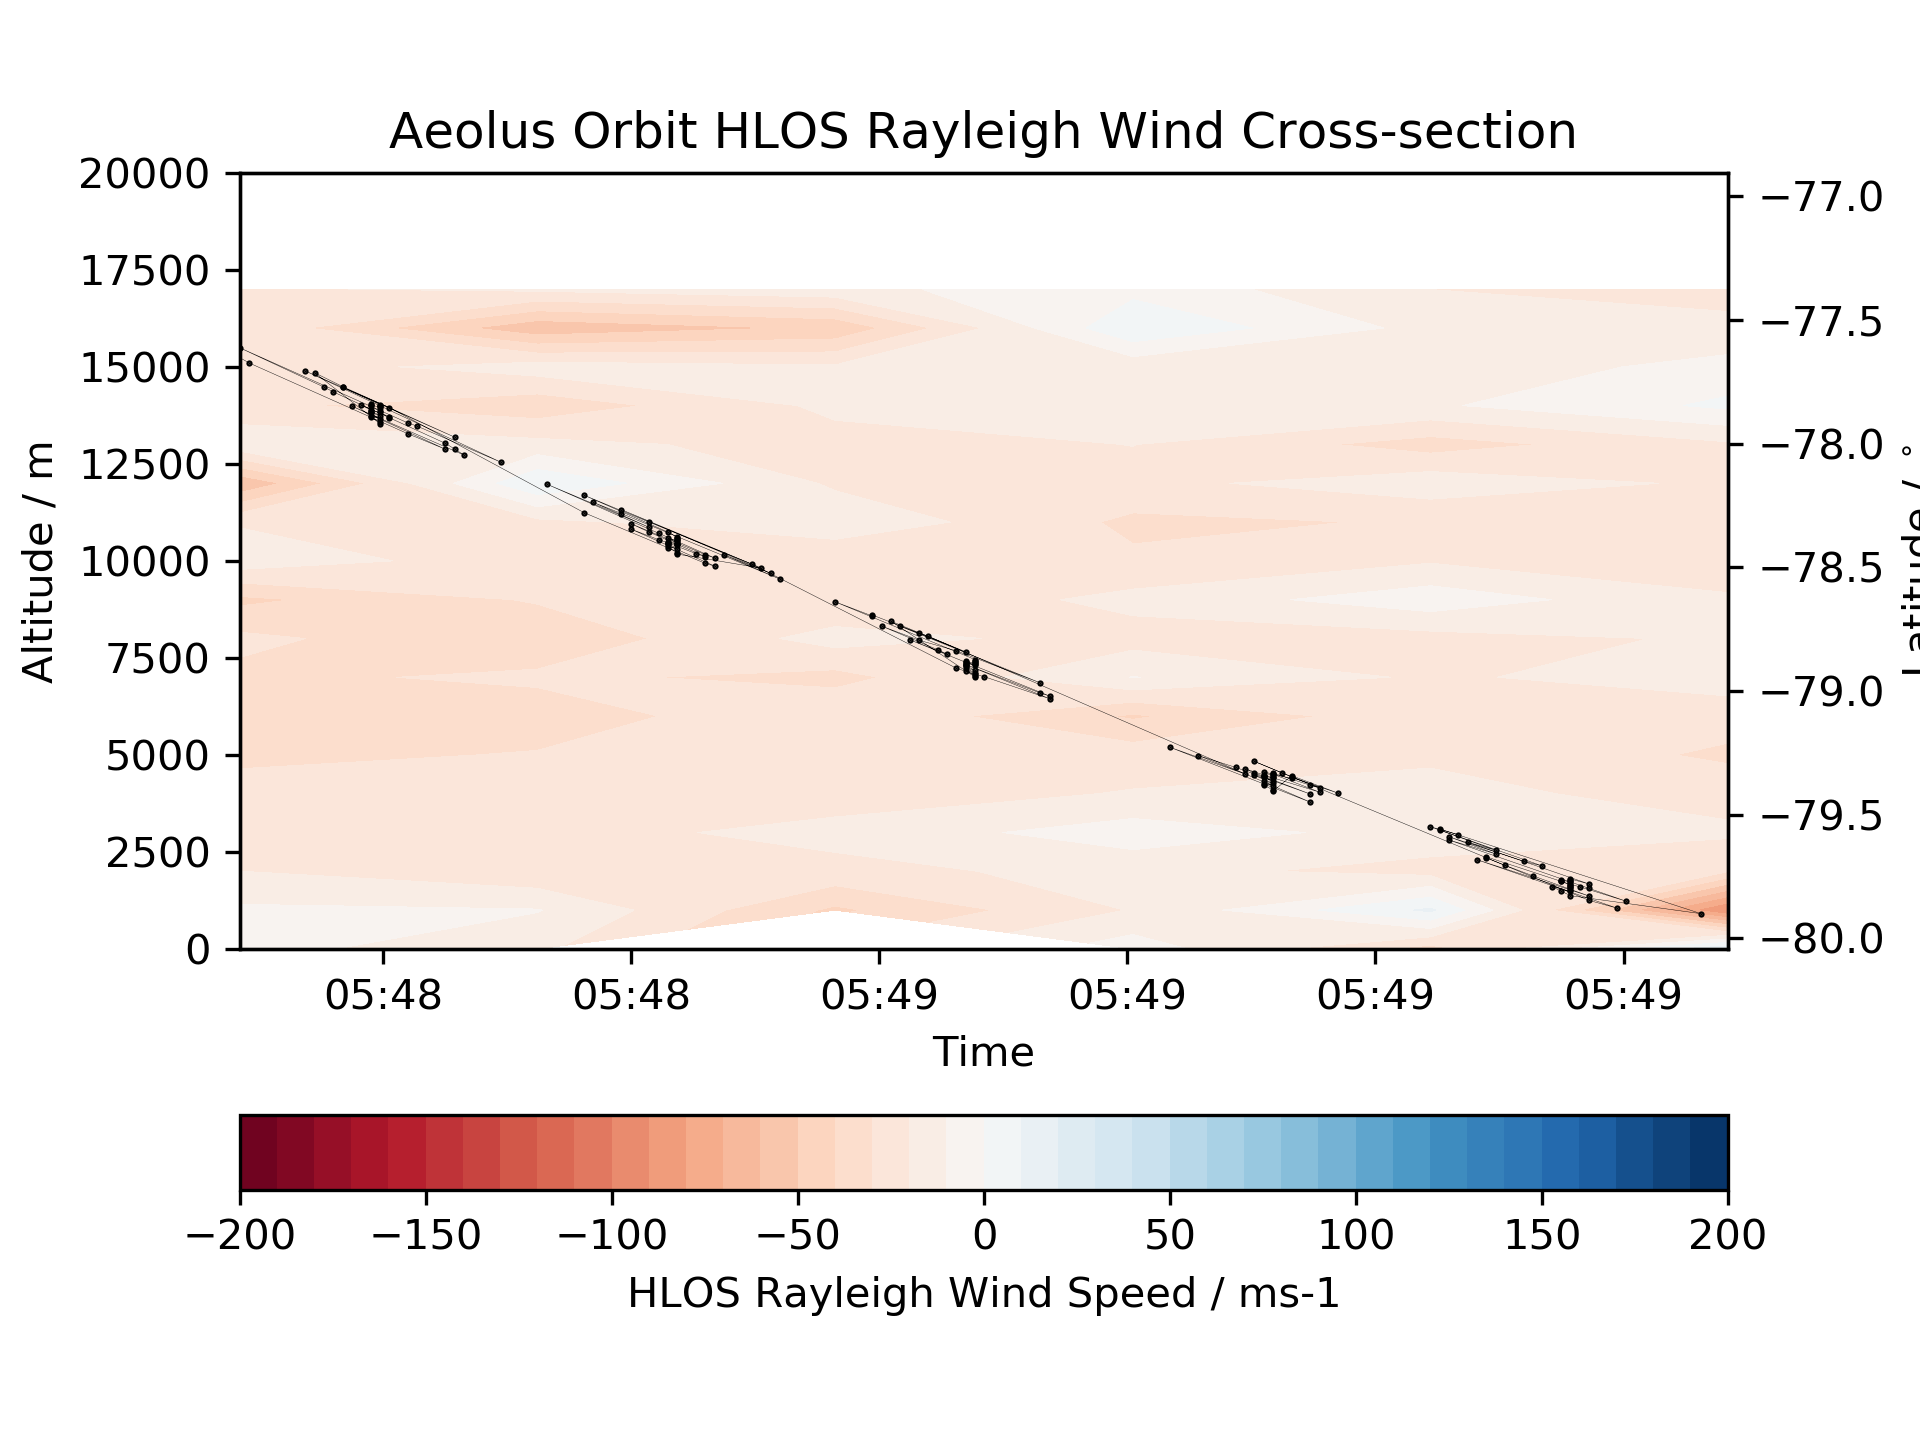 Aeolus Orbit HLOS Rayleigh Wind Cross-section
20000
17500
15000
12500
10000
7500
5000
2500
0
Altitude / m
−77.0
−77.5
−78.0
−78.5
−79.0
−79.5
−80.0
Latitude / °
05:48 05:48 05:49 05:49 05:49 05:49
Time
−200 −150 −100 −50 0 50 100 150 200
HLOS Rayleigh Wind Speed / ms-1